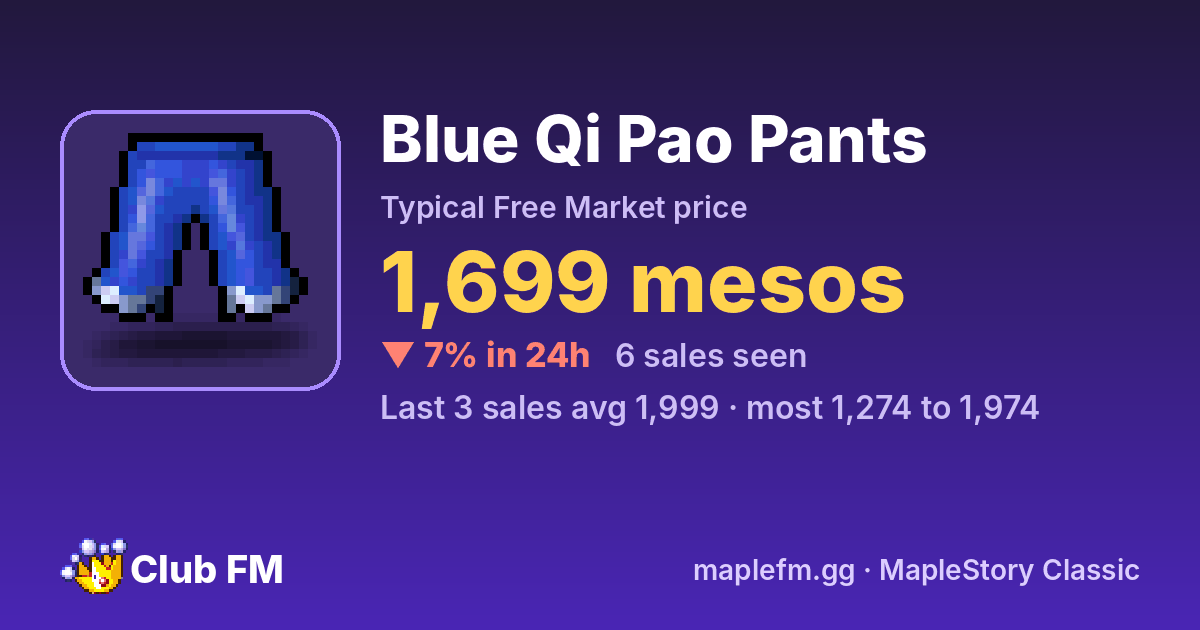 Blue Qi Pao Pants
Typical Free Market price
1,699 mesos
▼ 7% in 24h 6 sales seen
Last 3 sales avg 1,999 · most 1,274 to 1,974
Club FM
maplefm.gg · MapleStory Classic